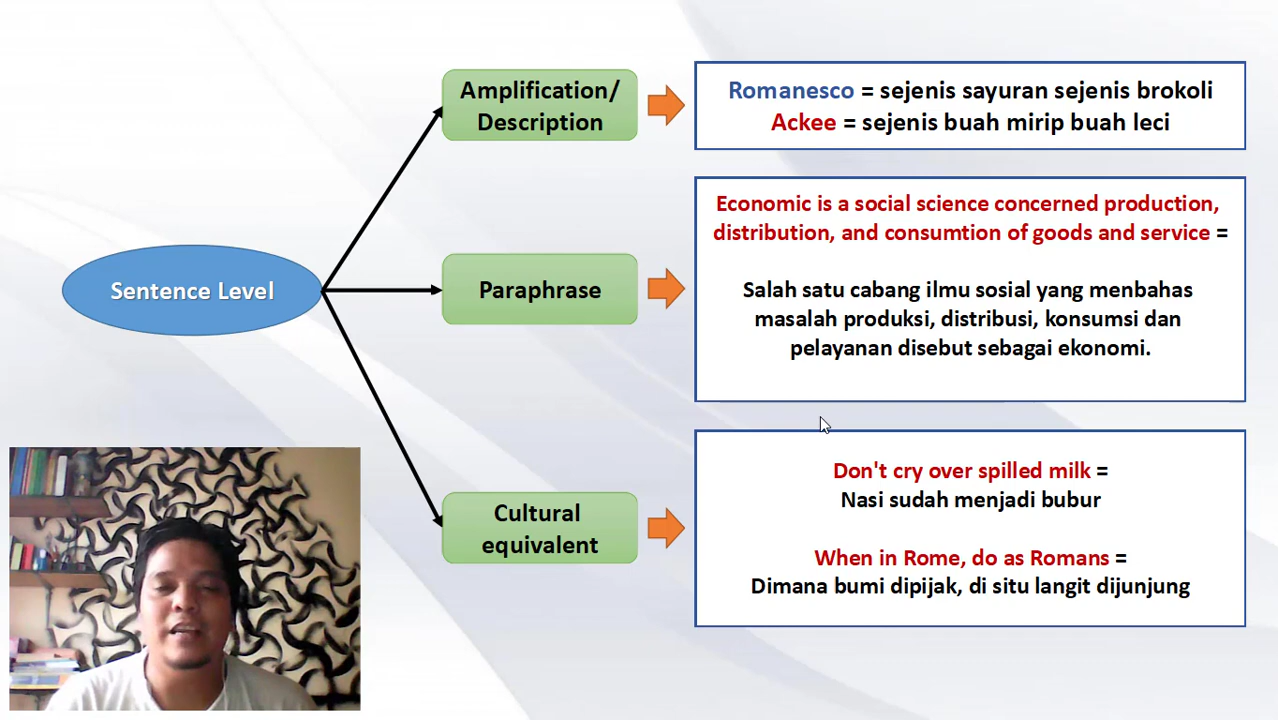 Sentence Level
Amplification/
Description
Romanesco = sejenis sayuran sejenis brokoli
Ackee = sejenis buah mirip buah leci
Paraphrase
Economic is a social science concerned production,
distribution, and consumtion of goods and service =
Salah satu cabang ilmu sosial yang menbahas
masalah produksi, distribusi, konsumsi dan
pelayanan disebut sebagai ekonomi.
Cultural
equivalent
Don't cry over spilled milk =
Nasi sudah menjadi bubur
When in Rome, do as Romans =
Dimana bumi dipijak, di situ langit dijunjung